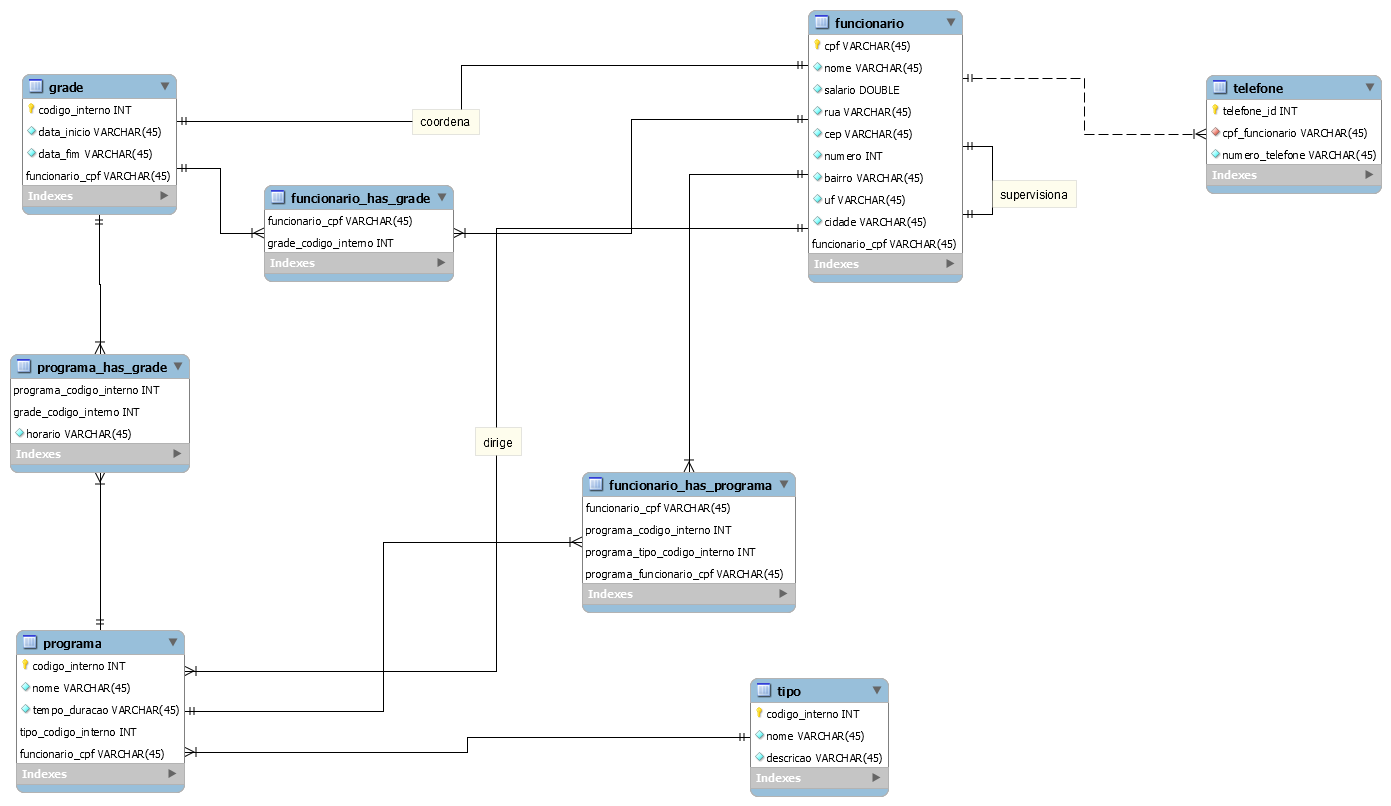 funcionario
cpf VARCHAR(45)
nome VARCHAR(45)
salario DOUBLE
rua VARCHAR(45)
cep VARCHAR(45)
numero INT
bairro VARCHAR(45)
uf VARCHAR(45)
cidade VARCHAR(45)
funcionario_cpf VARCHAR(45)
Indexes
grade
codigo_interno INT
data_inicio VARCHAR(45)
data_fim VARCHAR(45)
funcionario_cpf VARCHAR(45)
Indexes
coordena
telefone
telefone_id INT
cpf_funcionario VARCHAR(45)
numero_telefone VARCHAR(45)
Indexes
supervisiona
funcionario_has_grade
funcionario_cpf VARCHAR(45)
grade_codigo_interno INT
Indexes
programa_has_grade
programa_codigo_interno INT
grade_codigo_interno INT
horario VARCHAR(45)
Indexes
dirige
funcionario_has_programa
funcionario_cpf VARCHAR(45)
programa_codigo_interno INT
programa_tipo_codigo_interno INT
programa_funcionario_cpf VARCHAR(45)
Indexes
programa
codigo_interno INT
nome VARCHAR(45)
tempo_duracao VARCHAR(45)
tipo_codigo_interno INT
funcionario_cpf VARCHAR(45)
Indexes
tipo
codigo_interno INT
nome VARCHAR(45)
descricao VARCHAR(45)
Indexes